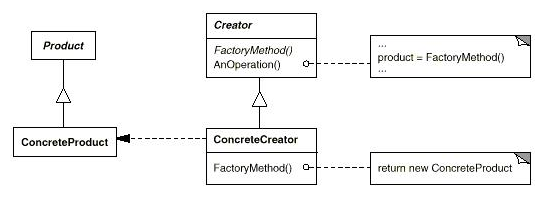 Creator
Product
FactoryMethod()
AnOperation()
...
product = FactoryMethod()
...
ConcreteProduct
ConcreteCreator
FactoryMethod()
return new ConcreteProduct